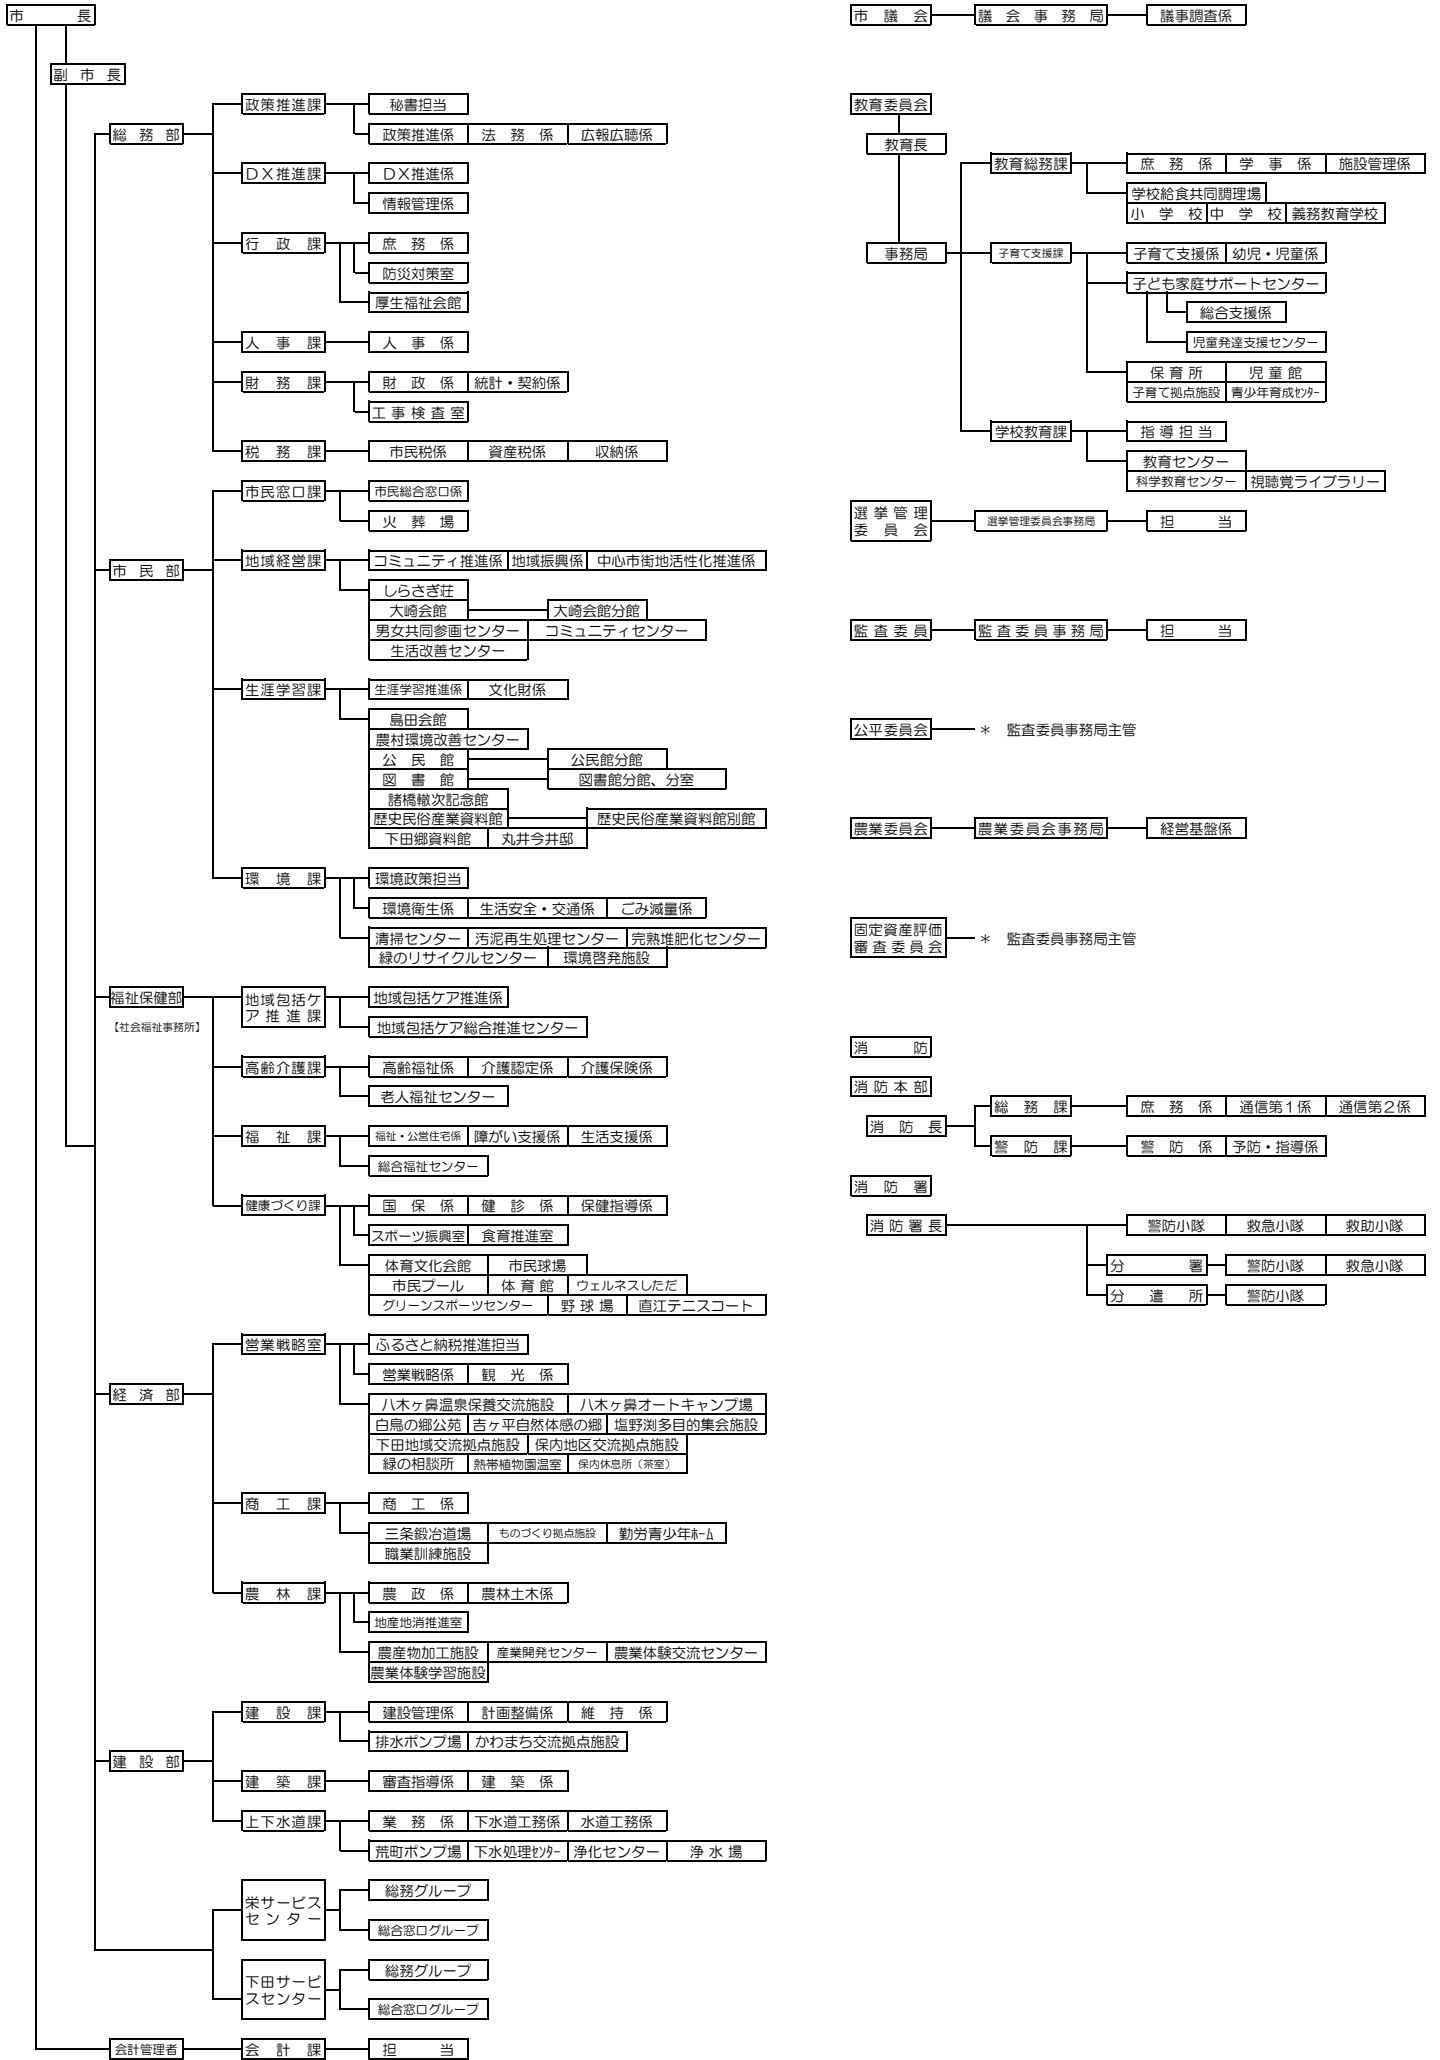 市長
副市長
総務部
政策推進課 秘書担当
政策推進係 法務係 広報広聴係
DX推進課 DX推進係
情報管理係
行政課 庶務係
防災対策室
厚生福祉会館
人事課 人事係
財務課 財政係 統計・契約係
工事検査室
税務課 市民税係 資産税係 収納係
市民部
市民窓口課 市民総合窓口係
火葬場
地域経営課 コミュニティ推進係 地域振興係 中心市街地活性化推進係
しらさぎ荘
大崎会館 大崎会館分館
男女共同参画センター コミュニティセンター
生活改善センター
生涯学習課 生涯学習推進係 文化財係
島田会館
農村環境改善センター
公民館 公民館分館
図書館 図書館分館、分室
諸橋轍次記念館
歴史民俗産業資料館 歴史民俗産業資料館別館
下田郷資料館 丸井今井邸
環境課 環境政策担当
環境衛生係 生活安全・交通係 ごみ減量係
清掃センター 汚泥再生処理センター 完熟堆肥化センター
緑のリサイクルセンター 環境啓発施設
福祉保健部
【社会福祉事務所】
地域包括ケ
ア推進課
地域包括ケア推進係
地域包括ケア総合推進センター
高齢介護課 高齢福祉係 介護認定係 介護保険係
老人福祉センター
福祉課 福祉・公営住宅係 障がい支援係 生活支援係
総合福祉センター
健康づくり課 国保係 健診係 保健指導係
スポーツ振興室 食育推進室
体育文化会館 市民球場
市民プール 体育館 ウェルネスしただ
グリーンスポーツセンター 野球場 直江テニスコート
経済部
営業戦略室 ふるさと納税推進担当
営業戦略係 観光係
八木ヶ鼻温泉保養交流施設 八木ヶ鼻オートキャンプ場
白鳥の郷公苑 吉ヶ平自然体感の郷 塩野渕多目的集会施設
下田地域交流拠点施設 保内地区交流拠点施設
緑の相談所 熱帯植物園温室 保内休息所（茶室）
商工課 商工係
三条鍛冶道場 ものづくり拠点施設 勤労青少年ﾎｰﾑ
職業訓練施設
農林課 農政係 農林土木係
地産地消推進室
農産物加工施設 産業開発センター 農業体験交流センター
農業体験学習施設
建設部
建設課 建設管理係 計画整備係 維持係
排水ポンプ場 かわまち交流拠点施設
建築課 審査指導係 建築係
上下水道課 業務係 下水道工務係 水道工務係
荒町ポンプ場 下水処理ｾﾝﾀｰ 浄化センター 浄水場
栄サービス
センター
総務グループ
総合窓口グループ
下田サービ
スセンター
総務グループ
総合窓口グループ
会計管理者 会計課 担当
市議会 議会事務局 議事調査係
教育委員会
教育長
事務局
教育総務課 庶務係 学事係 施設管理係
学校給食共同調理場
小学校 中学校 義務教育学校
子育て支援課 子育て支援係 幼児・児童係
子ども家庭サポートセンター
総合支援係
児童発達支援センター
保育所 児童館
子育て拠点施設 青少年育成ｾﾝﾀｰ
学校教育課 指導担当
教育センター
科学教育センター 視聴覚ライブラリー
選挙管理
委員会
選挙管理委員会事務局 担当
監査委員 監査委員事務局 担当
公平委員会 ＊ 監査委員事務局主管
農業委員会 農業委員会事務局 経営基盤係
固定資産評価
審査委員会
＊ 監査委員事務局主管
消防
消防本部
消防長
総務課 庶務係 通信第１係 通信第２係
警防課 警防係 予防・指導係
消防署
消防署長 警防小隊 救急小隊 救助小隊
分署 警防小隊 救急小隊
分遣所 警防小隊